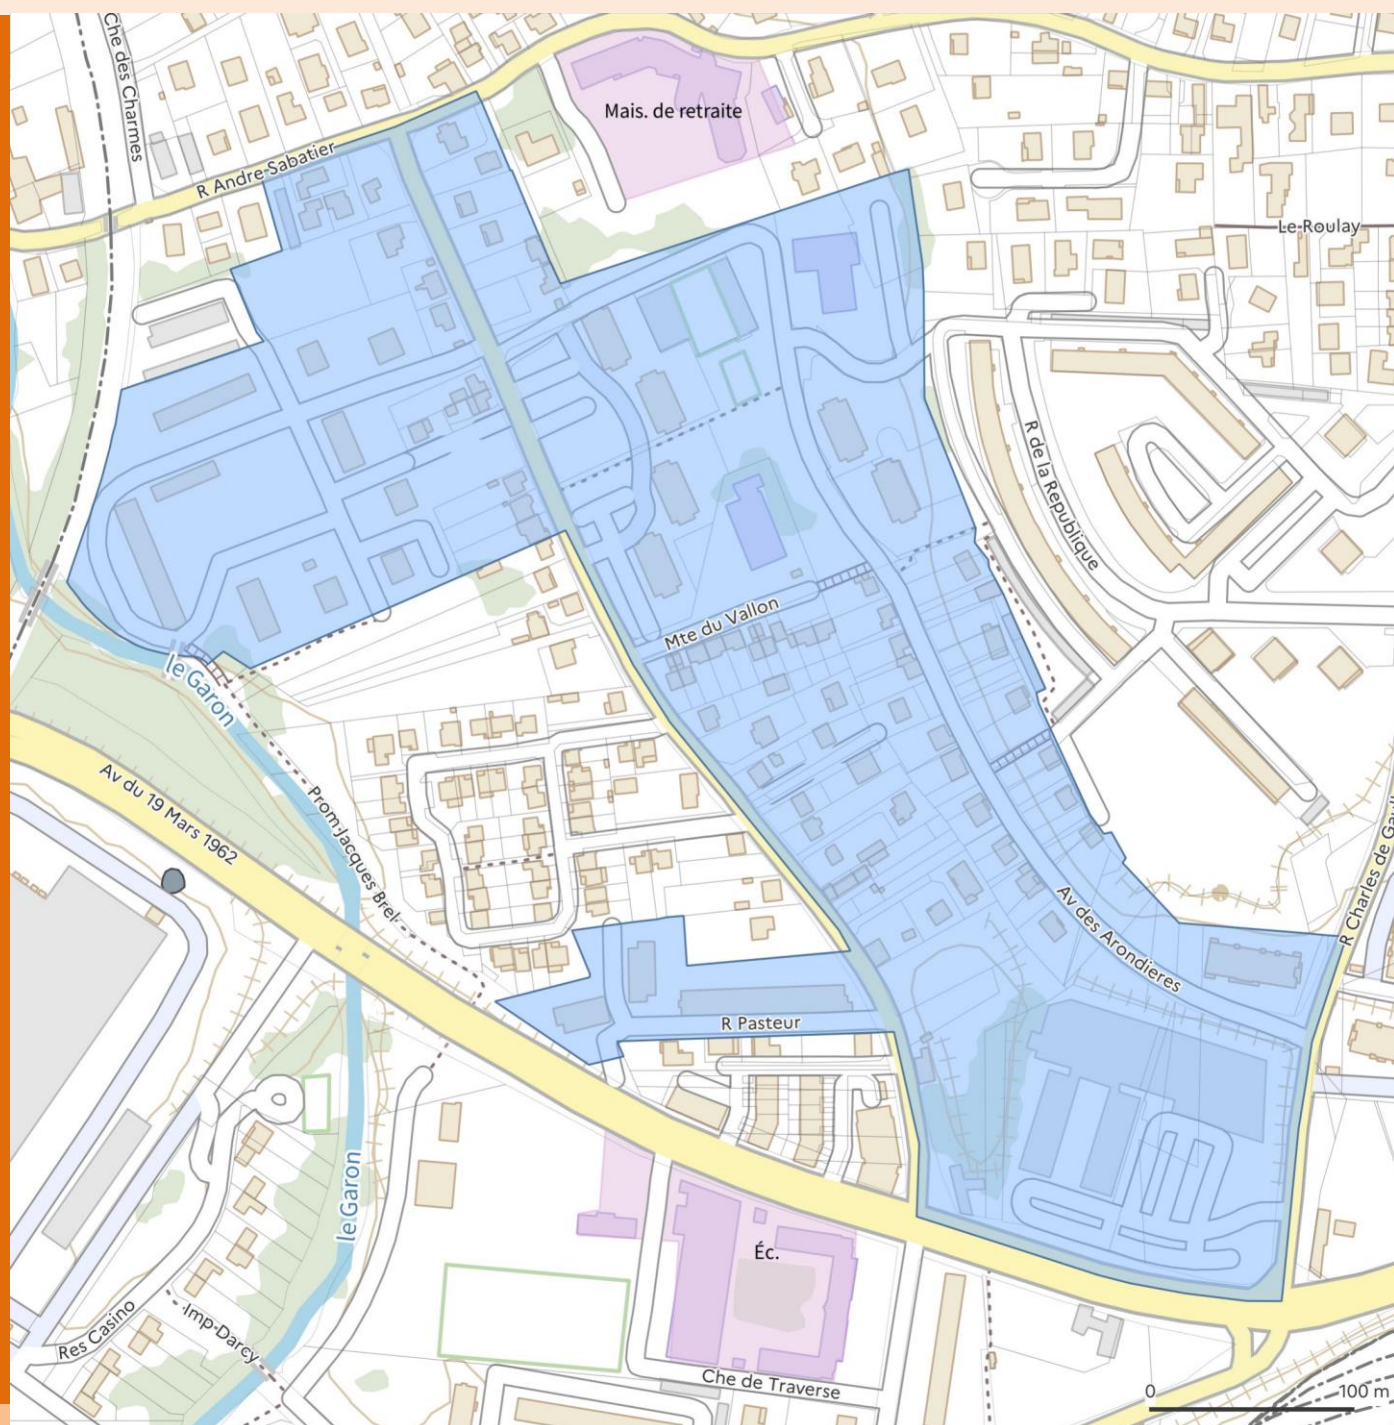 Che des Charmes
Mais. de retraite
R Andre Sabatier
Le Roulay
R de la Republique
Mte du Vallon
le Garon
Av du 19 Mars 1962
Prom Jacques Brel
R Charles de Gaull
Av des Arondieres
R Pasteur
le Garon
Éc.
Res Casino
Imp Darcy
Che de Traverse
0 100 m